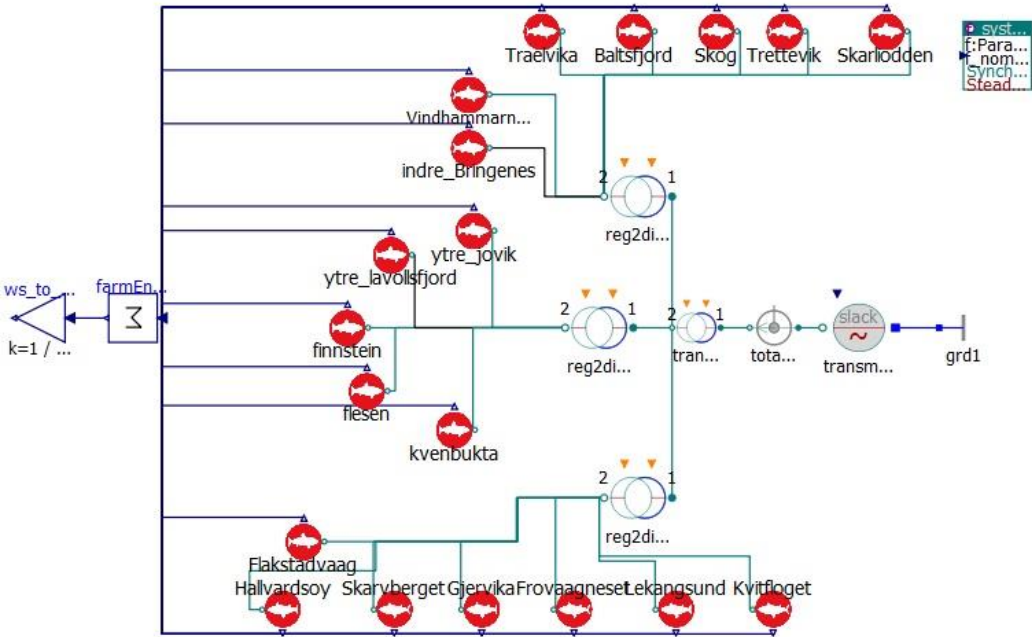 syst...
f:Para...
f_nom...
Synch...
Stead...
Traelvika
Baltsfjord
Skog
Trettevik
Skarlodden
Vindhammarn...
indre_Bringenes
2
1
reg2di...
ytre_jovik
ytre_lavollsfjord
ws_to_...
farmEn...
Σ
k=1 / ...
finnstein
2
1
reg2di...
2
1
tran...
tota...
slack
~
transm...
grd1
flesen
kvenbukta
2
1
reg2di...
Flakstadvaag
Hallvardsoy
Skarvberget
Gjervika
Frovaagneset
Lekangsund
Kvitfloget